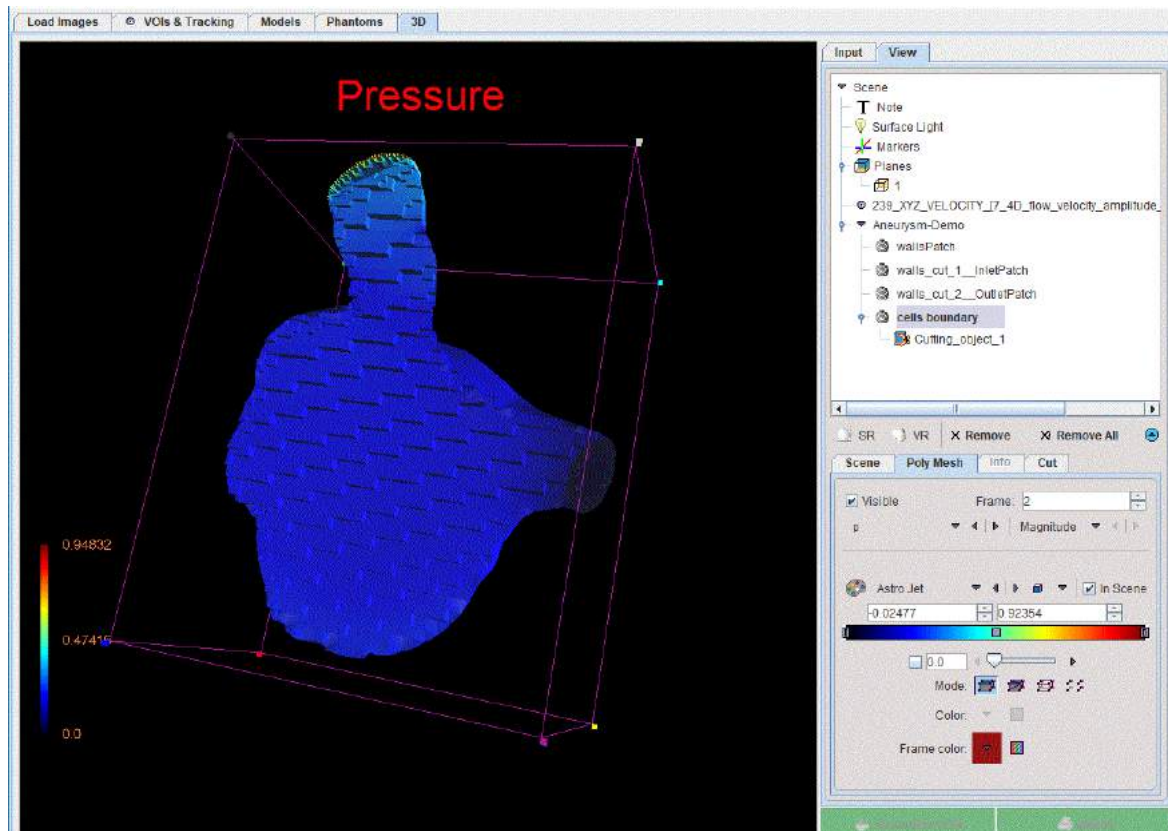 Load Images VOIs & Tracking Models Phantoms 3D
Pressure
0.94832
0.47416
0.0
Input View
Scene
Note
Surface Light
Markers
Planes
1
239_XYZ_VELOCITY_[7_4D_flow_velocity_amplitude_
Aneurysm-Demo
wallsPatch
walls_cut_1__InletPatch
walls_cut_2__OutletPatch
cells boundary
Cutting_object_1
SR VR X Remove Remove All
Scene Poly Mesh Info Cut
Visible Frame: 2
p Magnitude
Astro Jet In Scene
-0.02477 0.92354
0.0
Mode:
Color:
Frame color: